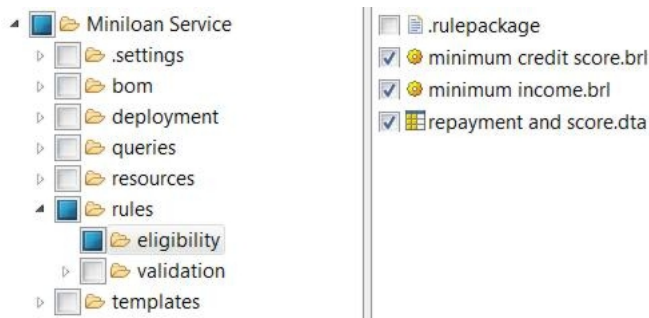 Miniloan Service
.settings
bom
deployment
queries
resources
rules
eligibility
validation
templates
.rulepackage
minimum credit score.brl
minimum income.brl
repayment and score.dta